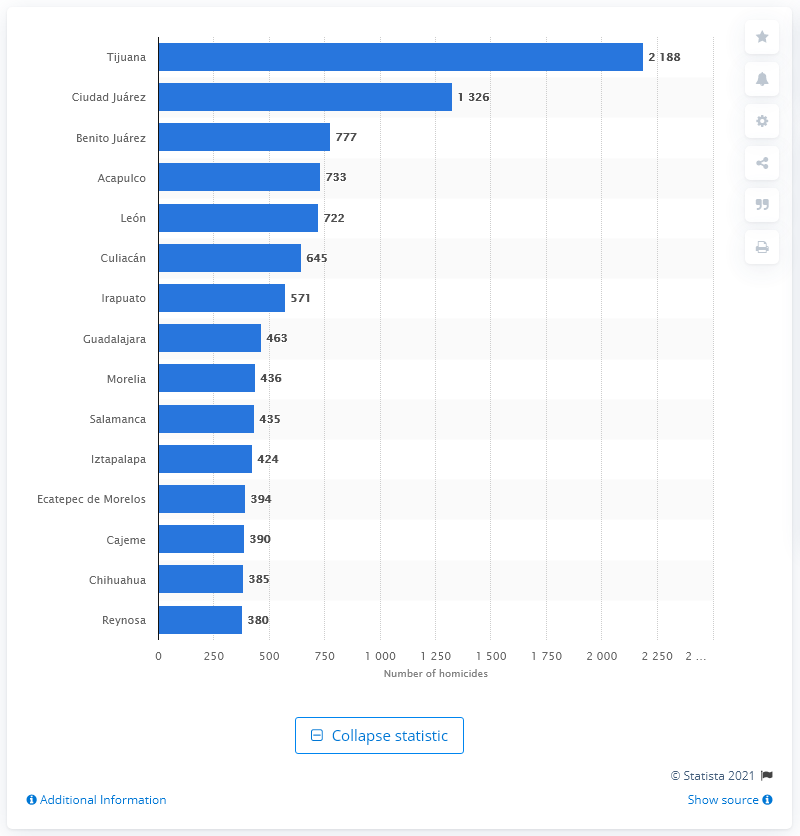 Tijuana 2 188
Ciudad Juárez 1 326
Benito Juárez 777
Acapulco 733
León 722
Culiacán 645
Irapuato 571
Guadalajara 463
Morelia 436
Salamanca 435
Iztapalapa 424
Ecatepec de Morelos 394
Cajeme 390
Chihuahua 385
Reynosa 380
0 250 500 750 1 000 1 250 1 500 1 750 2 000 2 250 2 ...
Number of homicides
Collapse statistic
© Statista 2021
Additional Information Show source